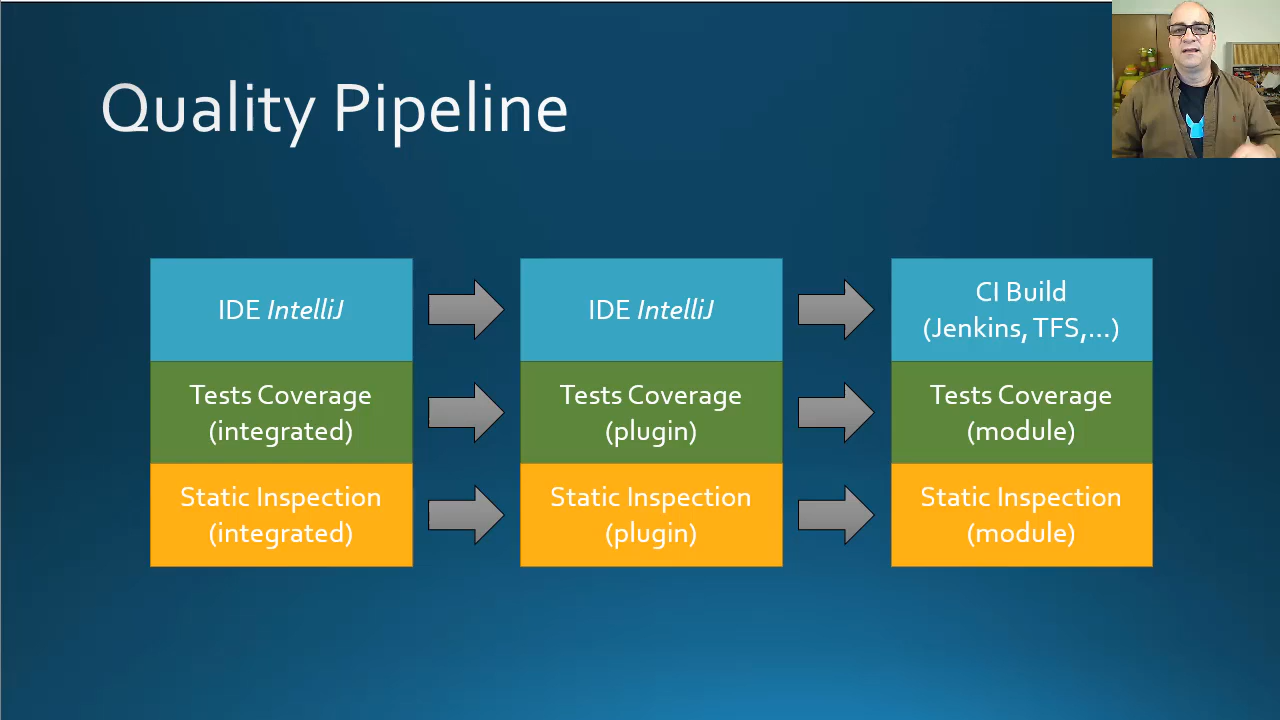 Quality Pipeline
IDE IntelliJ
IDE IntelliJ
CI Build
(Jenkins, TFS,...)
Tests Coverage
(integrated)
Tests Coverage
(plugin)
Tests Coverage
(module)
Static Inspection
(integrated)
Static Inspection
(plugin)
Static Inspection
(module)